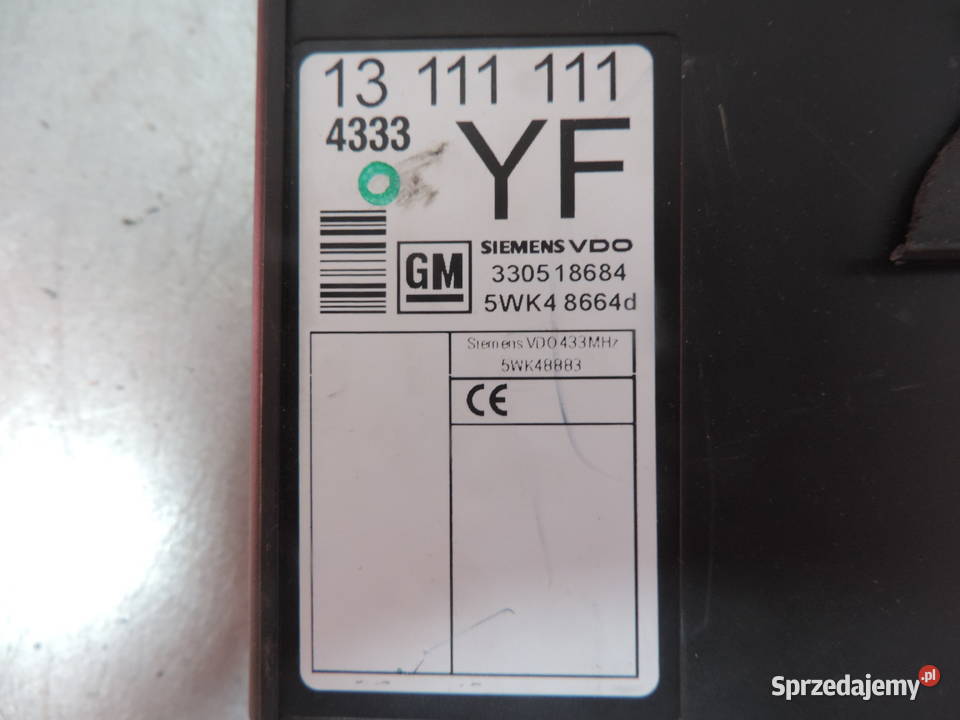 13 111 111
4333
YF
GM
SIEMENS VDO
330518684
5WK4 8664d
Siemens VDO 433MHz
5WK48883
CE
Sprzedajemy.pl